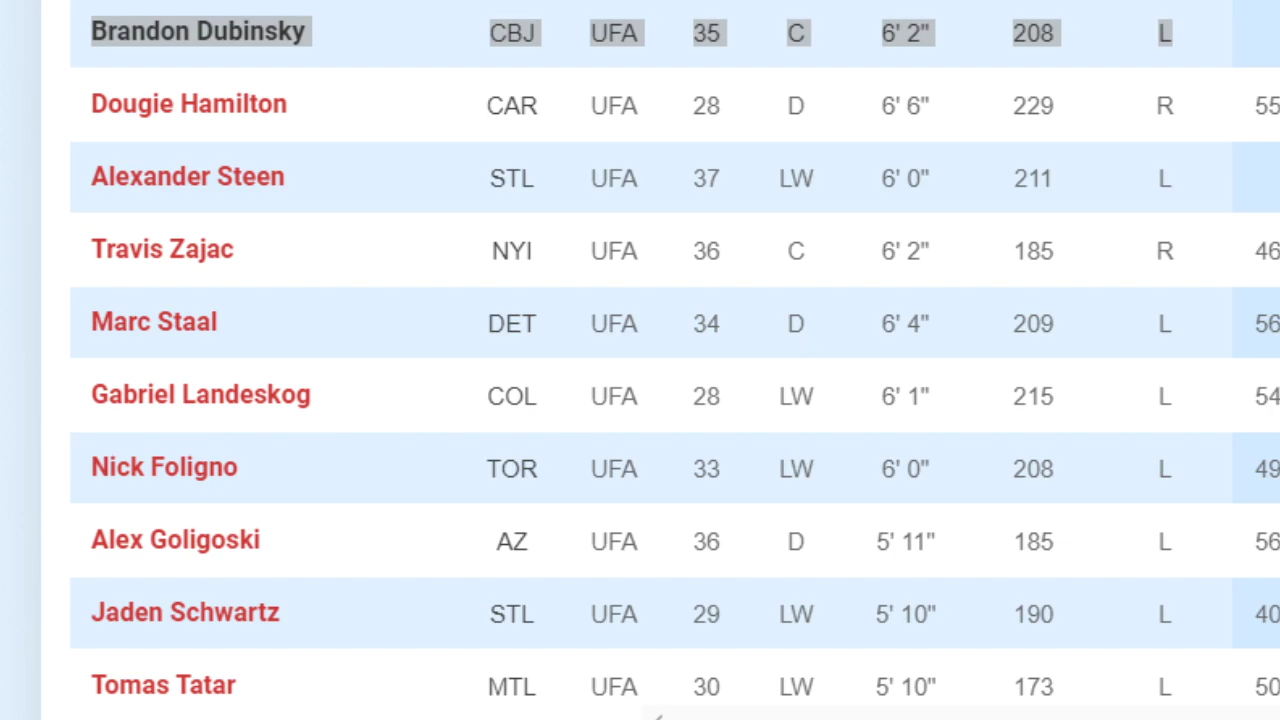 Brandon Dubinsky CBJ UFA 35 C 6' 2" 208 L
Dougie Hamilton CAR UFA 28 D 6' 6" 229 R 55
Alexander Steen STL UFA 37 LW 6' 0" 211 L
Travis Zajac NYI UFA 36 C 6' 2" 185 R 46
Marc Staal DET UFA 34 D 6' 4" 209 L 56
Gabriel Landeskog COL UFA 28 LW 6' 1" 215 L 54
Nick Foligno TOR UFA 33 LW 6' 0" 208 L 49
Alex Goligoski AZ UFA 36 D 5' 11" 185 L 56
Jaden Schwartz STL UFA 29 LW 5' 10" 190 L 40
Tomas Tatar MTL UFA 30 LW 5' 10" 173 L 50